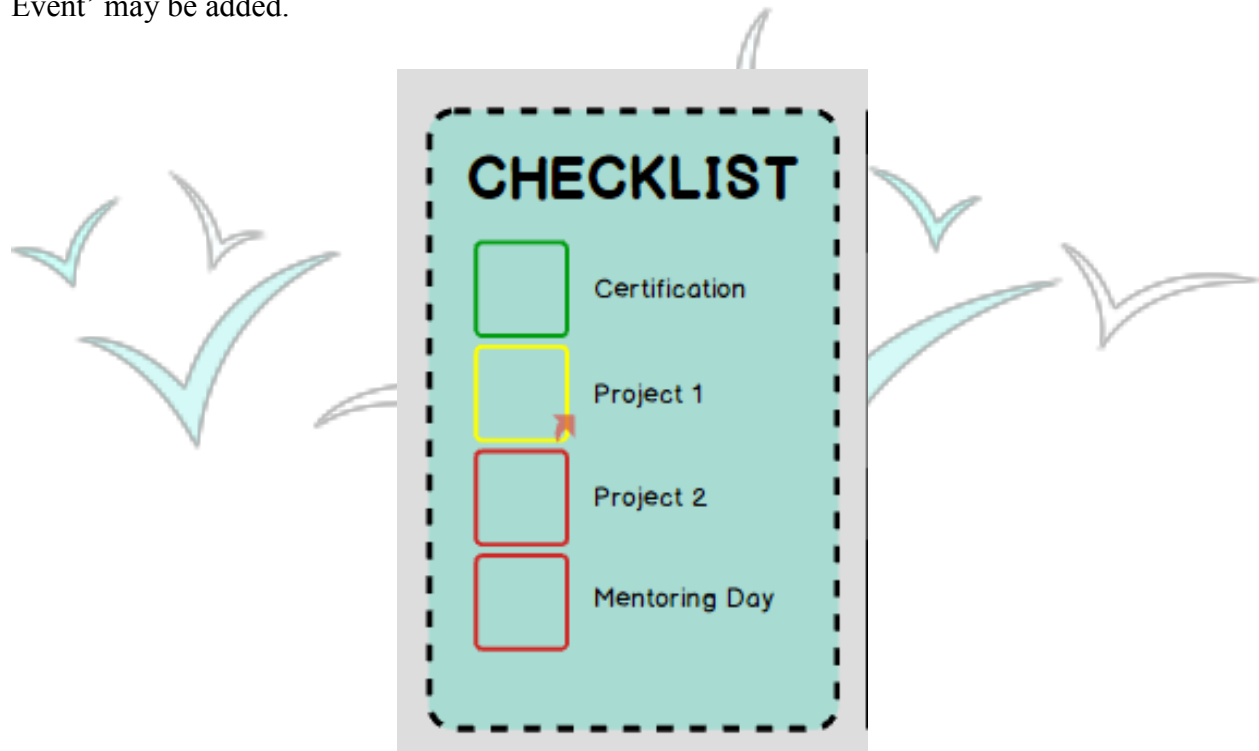 Event’ may be added.
CHECKLIST
Certification
Project 1
Project 2
Mentoring Day